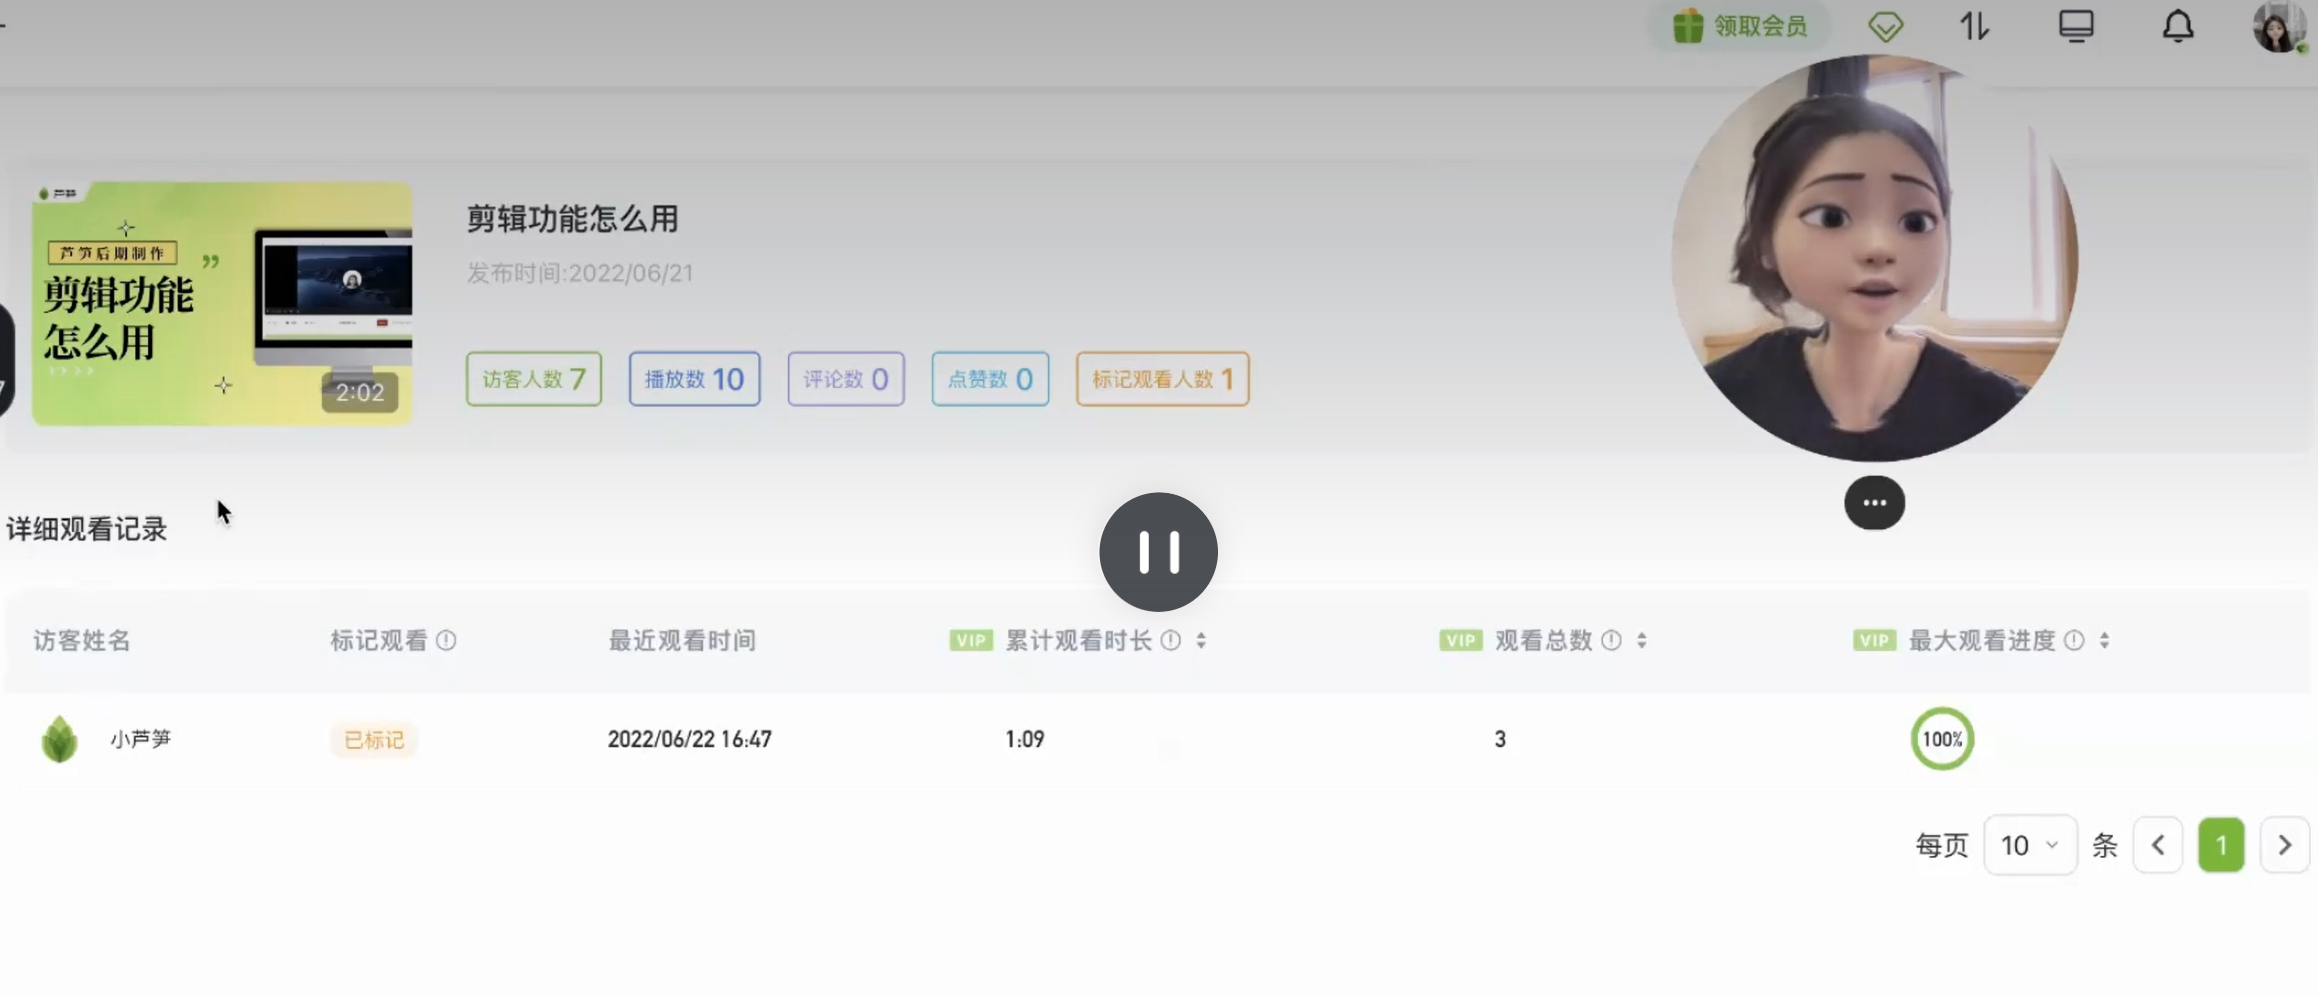 领取会员
芦笋
芦笋后期制作
剪辑功能
怎么用
2:02
剪辑功能怎么用
发布时间:2022/06/21
访客人数 7
播放数 10
评论数 0
点赞数 0
标记观看人数 1
详细观看记录
访客姓名
标记观看
最近观看时间
VIP 累计观看时长
VIP 观看总数
VIP 最大观看进度
小芦笋
已标记
2022/06/22 16:47
1:09
3
100%
每页 10 条 1